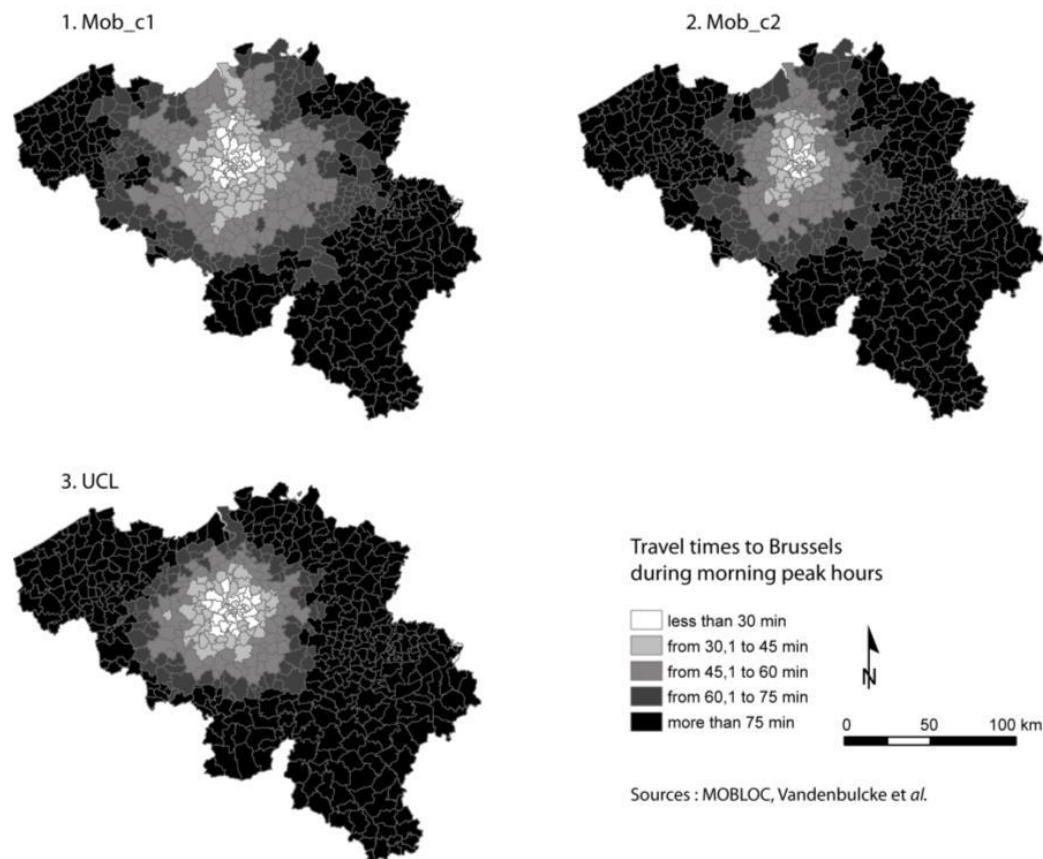 1. Mob_c1
2. Mob_c2
3. UCL
Travel times to Brussels
during morning peak hours
less than 30 min
from 30,1 to 45 min
from 45,1 to 60 min
from 60,1 to 75 min
more than 75 min
N
0 50 100 km
Sources : MOBLOC, Vandenbulcke et al.